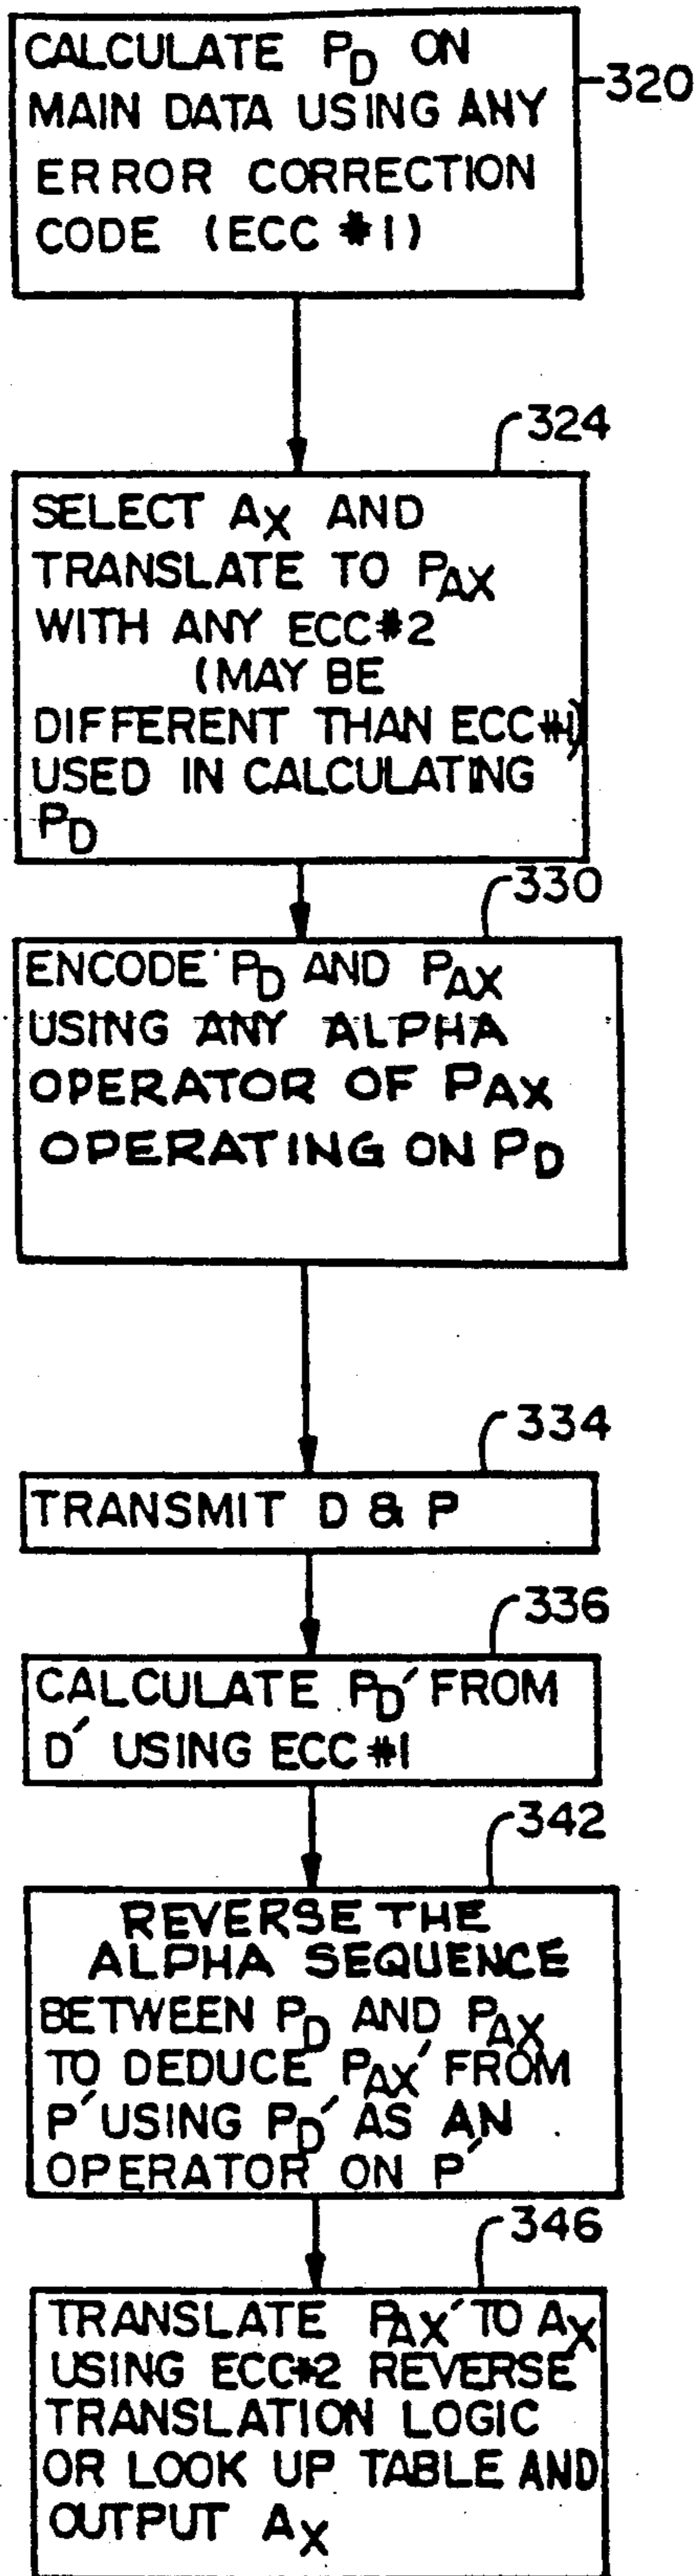 CALCULATE PD ON
MAIN DATA USING ANY
ERROR CORRECTION
CODE (ECC #1)
320
324
SELECT AX AND
TRANSLATE TO PAX
WITH ANY ECC#2
(MAY BE
DIFFERENT THAN ECC#1)
USED IN CALCULATING
PD
330
ENCODE PD AND PAX
USING ANY ALPHA
OPERATOR OF PAX
OPERATING ON PD
334
TRANSMIT D & P
336
CALCULATE PD' FROM
D' USING ECC#1
342
REVERSE THE
ALPHA SEQUENCE
BETWEEN PD AND PAX
TO DEDUCE PAX' FROM
P' USING PD' AS AN
OPERATOR ON P'
346
TRANSLATE PAX' TO AX
USING ECC#2 REVERSE
TRANSLATION LOGIC
OR LOOK UP TABLE AND
OUTPUT AX